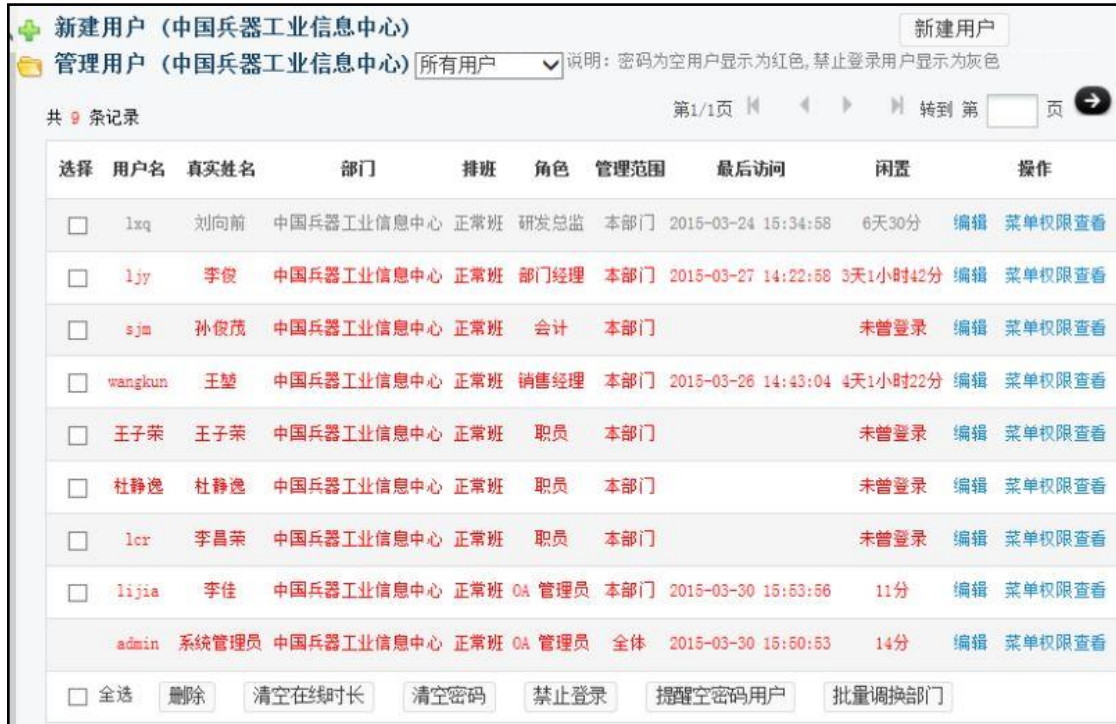 新建用户 (中国兵器工业信息中心) 新建用户
管理用户 (中国兵器工业信息中心) 所有用户 说明：密码为空用户显示为红色,禁止登录用户显示为灰色
共 9 条记录 第1/1页 转到 第 页
选择 用户名 真实姓名 部门 排班 角色 管理范围 最后访问 闲置 操作
lxq 刘向前 中国兵器工业信息中心 正常班 研发总监 本部门 2015-03-24 15:34:58 6天30分 编辑 菜单权限查看
ljy 李俊 中国兵器工业信息中心 正常班 部门经理 本部门 2015-03-27 14:22:58 3天1小时42分 编辑 菜单权限查看
sjm 孙俊茂 中国兵器工业信息中心 正常班 会计 本部门 未曾登录 编辑 菜单权限查看
wangkun 王堃 中国兵器工业信息中心 正常班 销售经理 本部门 2015-03-26 14:43:04 4天1小时22分 编辑 菜单权限查看
王子荣 王子荣 中国兵器工业信息中心 正常班 职员 本部门 未曾登录 编辑 菜单权限查看
杜静逸 杜静逸 中国兵器工业信息中心 正常班 职员 本部门 未曾登录 编辑 菜单权限查看
lcr 李昌荣 中国兵器工业信息中心 正常班 职员 本部门 未曾登录 编辑 菜单权限查看
lijia 李佳 中国兵器工业信息中心 正常班 OA 管理员 本部门 2015-03-30 15:53:56 11分 编辑 菜单权限查看
admin 系统管理员 中国兵器工业信息中心 正常班 OA 管理员 全体 2015-03-30 15:50:53 14分 编辑 菜单权限查看
全选 删除 清空在线时长 清空密码 禁止登录 提醒空密码用户 批量调换部门